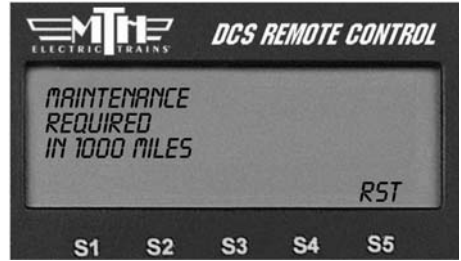 MTH
ELECTRIC TRAINS
DCS REMOTE CONTROL
MAINTENANCE
REQUIRED
IN 1000 MILES
RST
S1 S2 S3 S4 S5